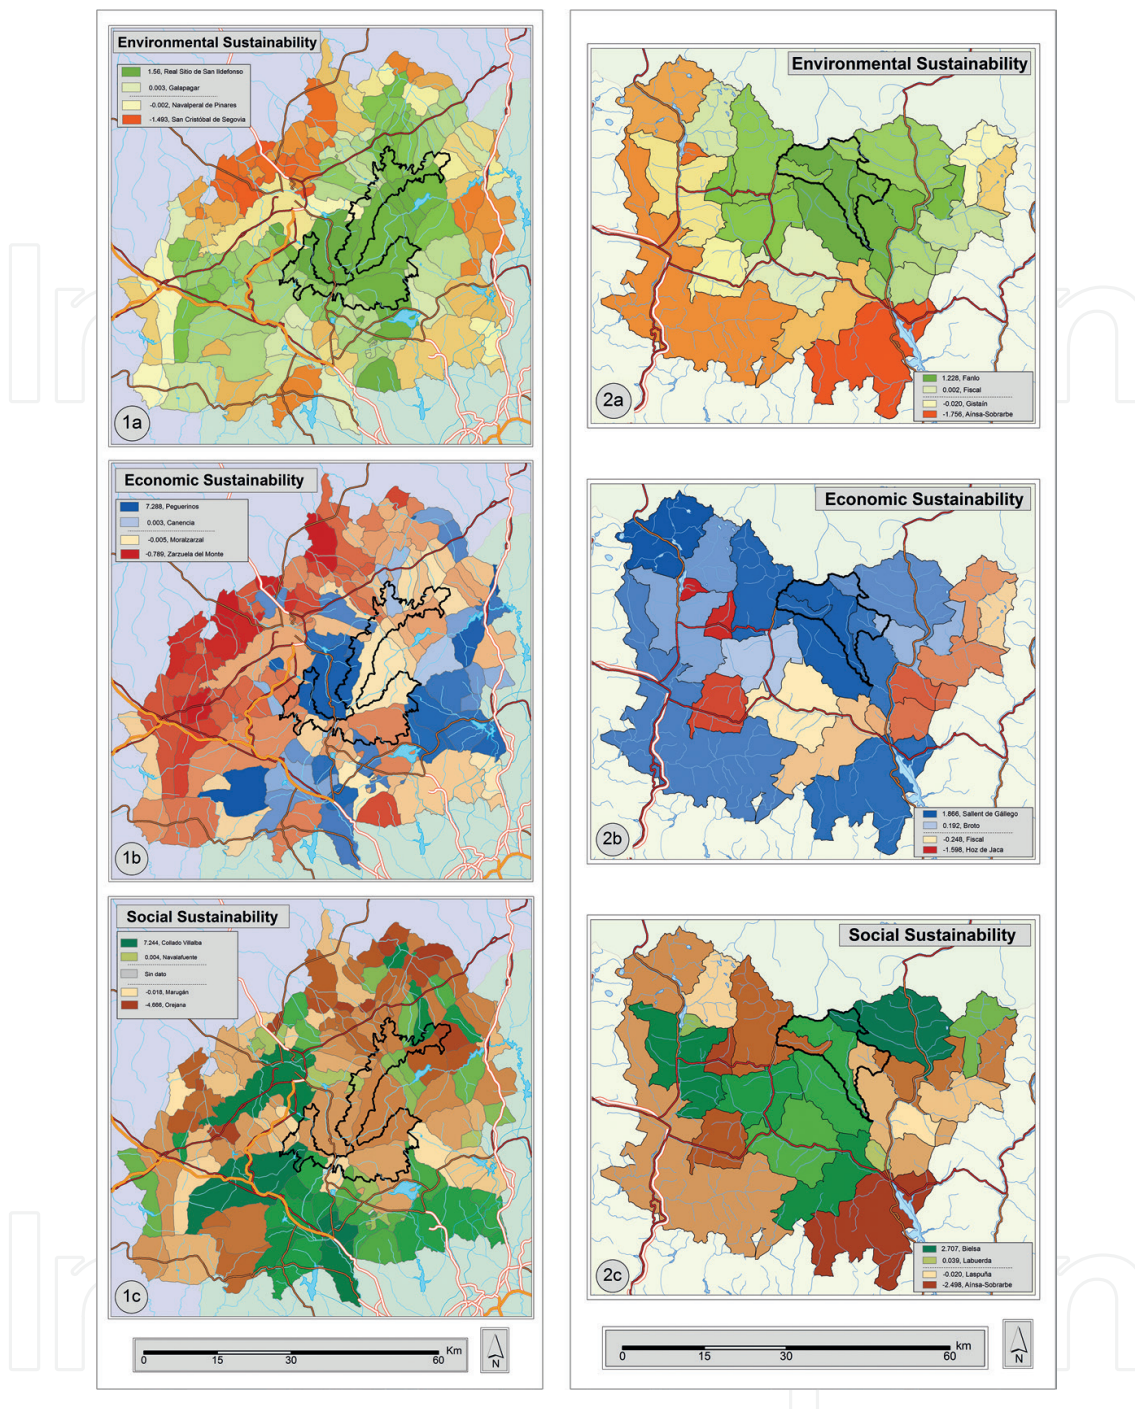 Environmental Sustainability
1.56, Real Sitio de San Ildefonso
0.003, Galapagar
-0.002, Navalperal de Pinares
-1.493, San Cristóbal de Segovia
1a
Economic Sustainability
7.288, Peguerinos
0.003, Canencia
-0.005, Moralzarzal
-0.789, Zarzuela del Monte
1b
Social Sustainability
7.244, Collado Villalba
0.004, Navalafuente
Sin dato
-0.018, Marugán
-4.666, Orejana
1c
Km
0 15 30 60
N
Environmental Sustainability
1.228, Fanlo
0.002, Fiscal
-0.020, Gistaín
-1.756, Aínsa-Sobrarbe
2a
Economic Sustainability
1.866, Sallent de Gállego
0.192, Broto
-0.248, Fiscal
-1.598, Hoz de Jaca
2b
Social Sustainability
2.707, Bielsa
0.039, Labuerda
-0.020, Laspuña
-2.498, Aínsa-Sobrarbe
2c
km
0 15 30 60
N